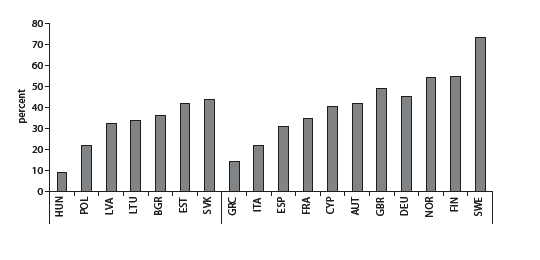 80
70
60
50
40
30
20
10
0
percent
HUN
POL
LVA
LTU
BGR
EST
SVK
GRC
ITA
ESP
FRA
CYP
AUT
GBR
DEU
NOR
FIN
SWE